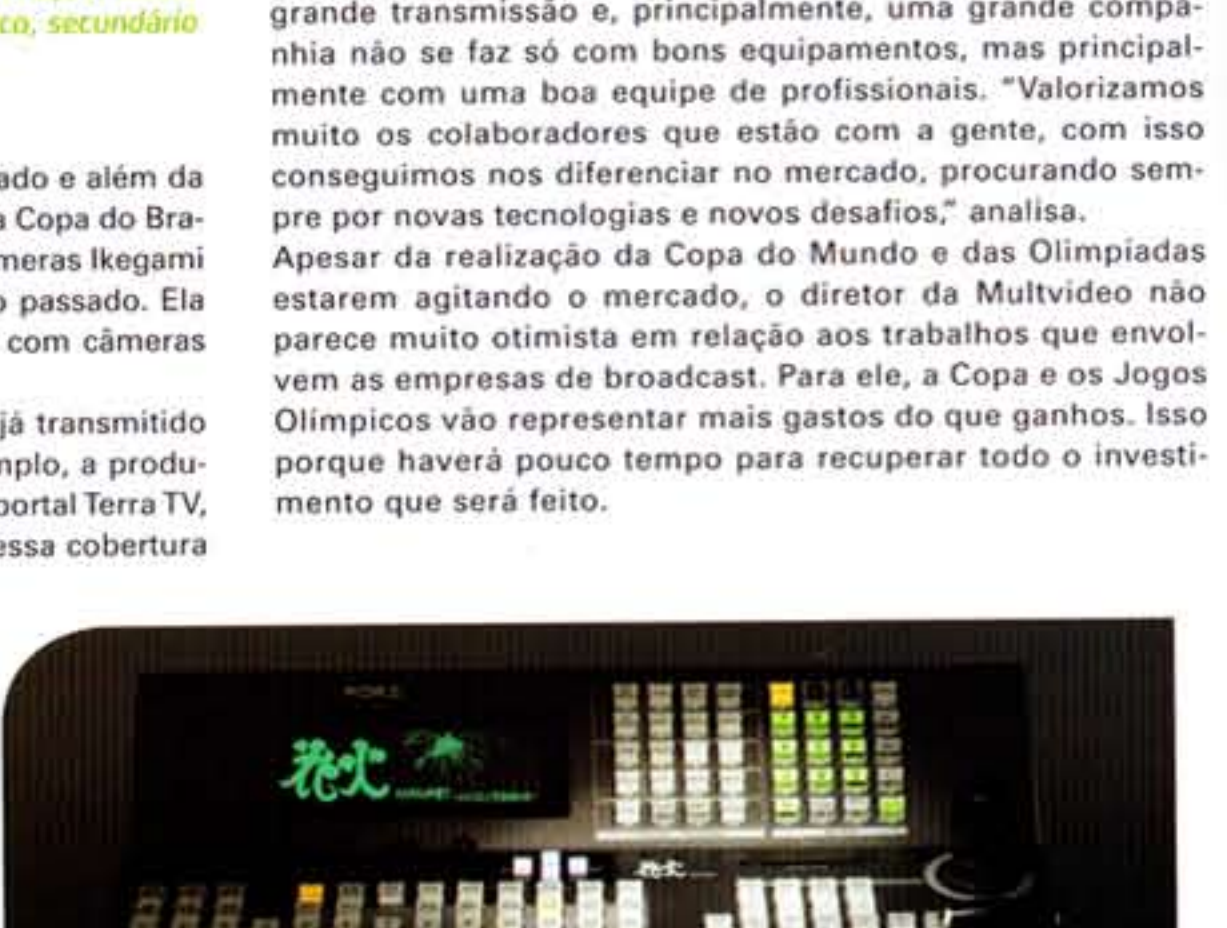 co, secundário
ado e além da
a Copa do Bra-
meras Ikegami
o passado. Ela
com câmeras
já transmitido
nplo, a produ-
portal Terra TV,
essa cobertura
grande transmissão e, principalmente, uma grande compa-
nhia não se faz só com bons equipamentos, mas principal-
mente com uma boa equipe de profissionais. "Valorizamos
muito os colaboradores que estão com a gente, com isso
conseguimos nos diferenciar no mercado, procurando sem-
pre por novas tecnologias e novos desafios," analisa.
Apesar da realização da Copa do Mundo e das Olimpíadas
estarem agitando o mercado, o diretor da Multvideo não
parece muito otimista em relação aos trabalhos que envol-
vem as empresas de broadcast. Para ele, a Copa e os Jogos
Olímpicos vão representar mais gastos do que ganhos. Isso
porque haverá pouco tempo para recuperar todo o investi-
mento que será feito.
花火
花火